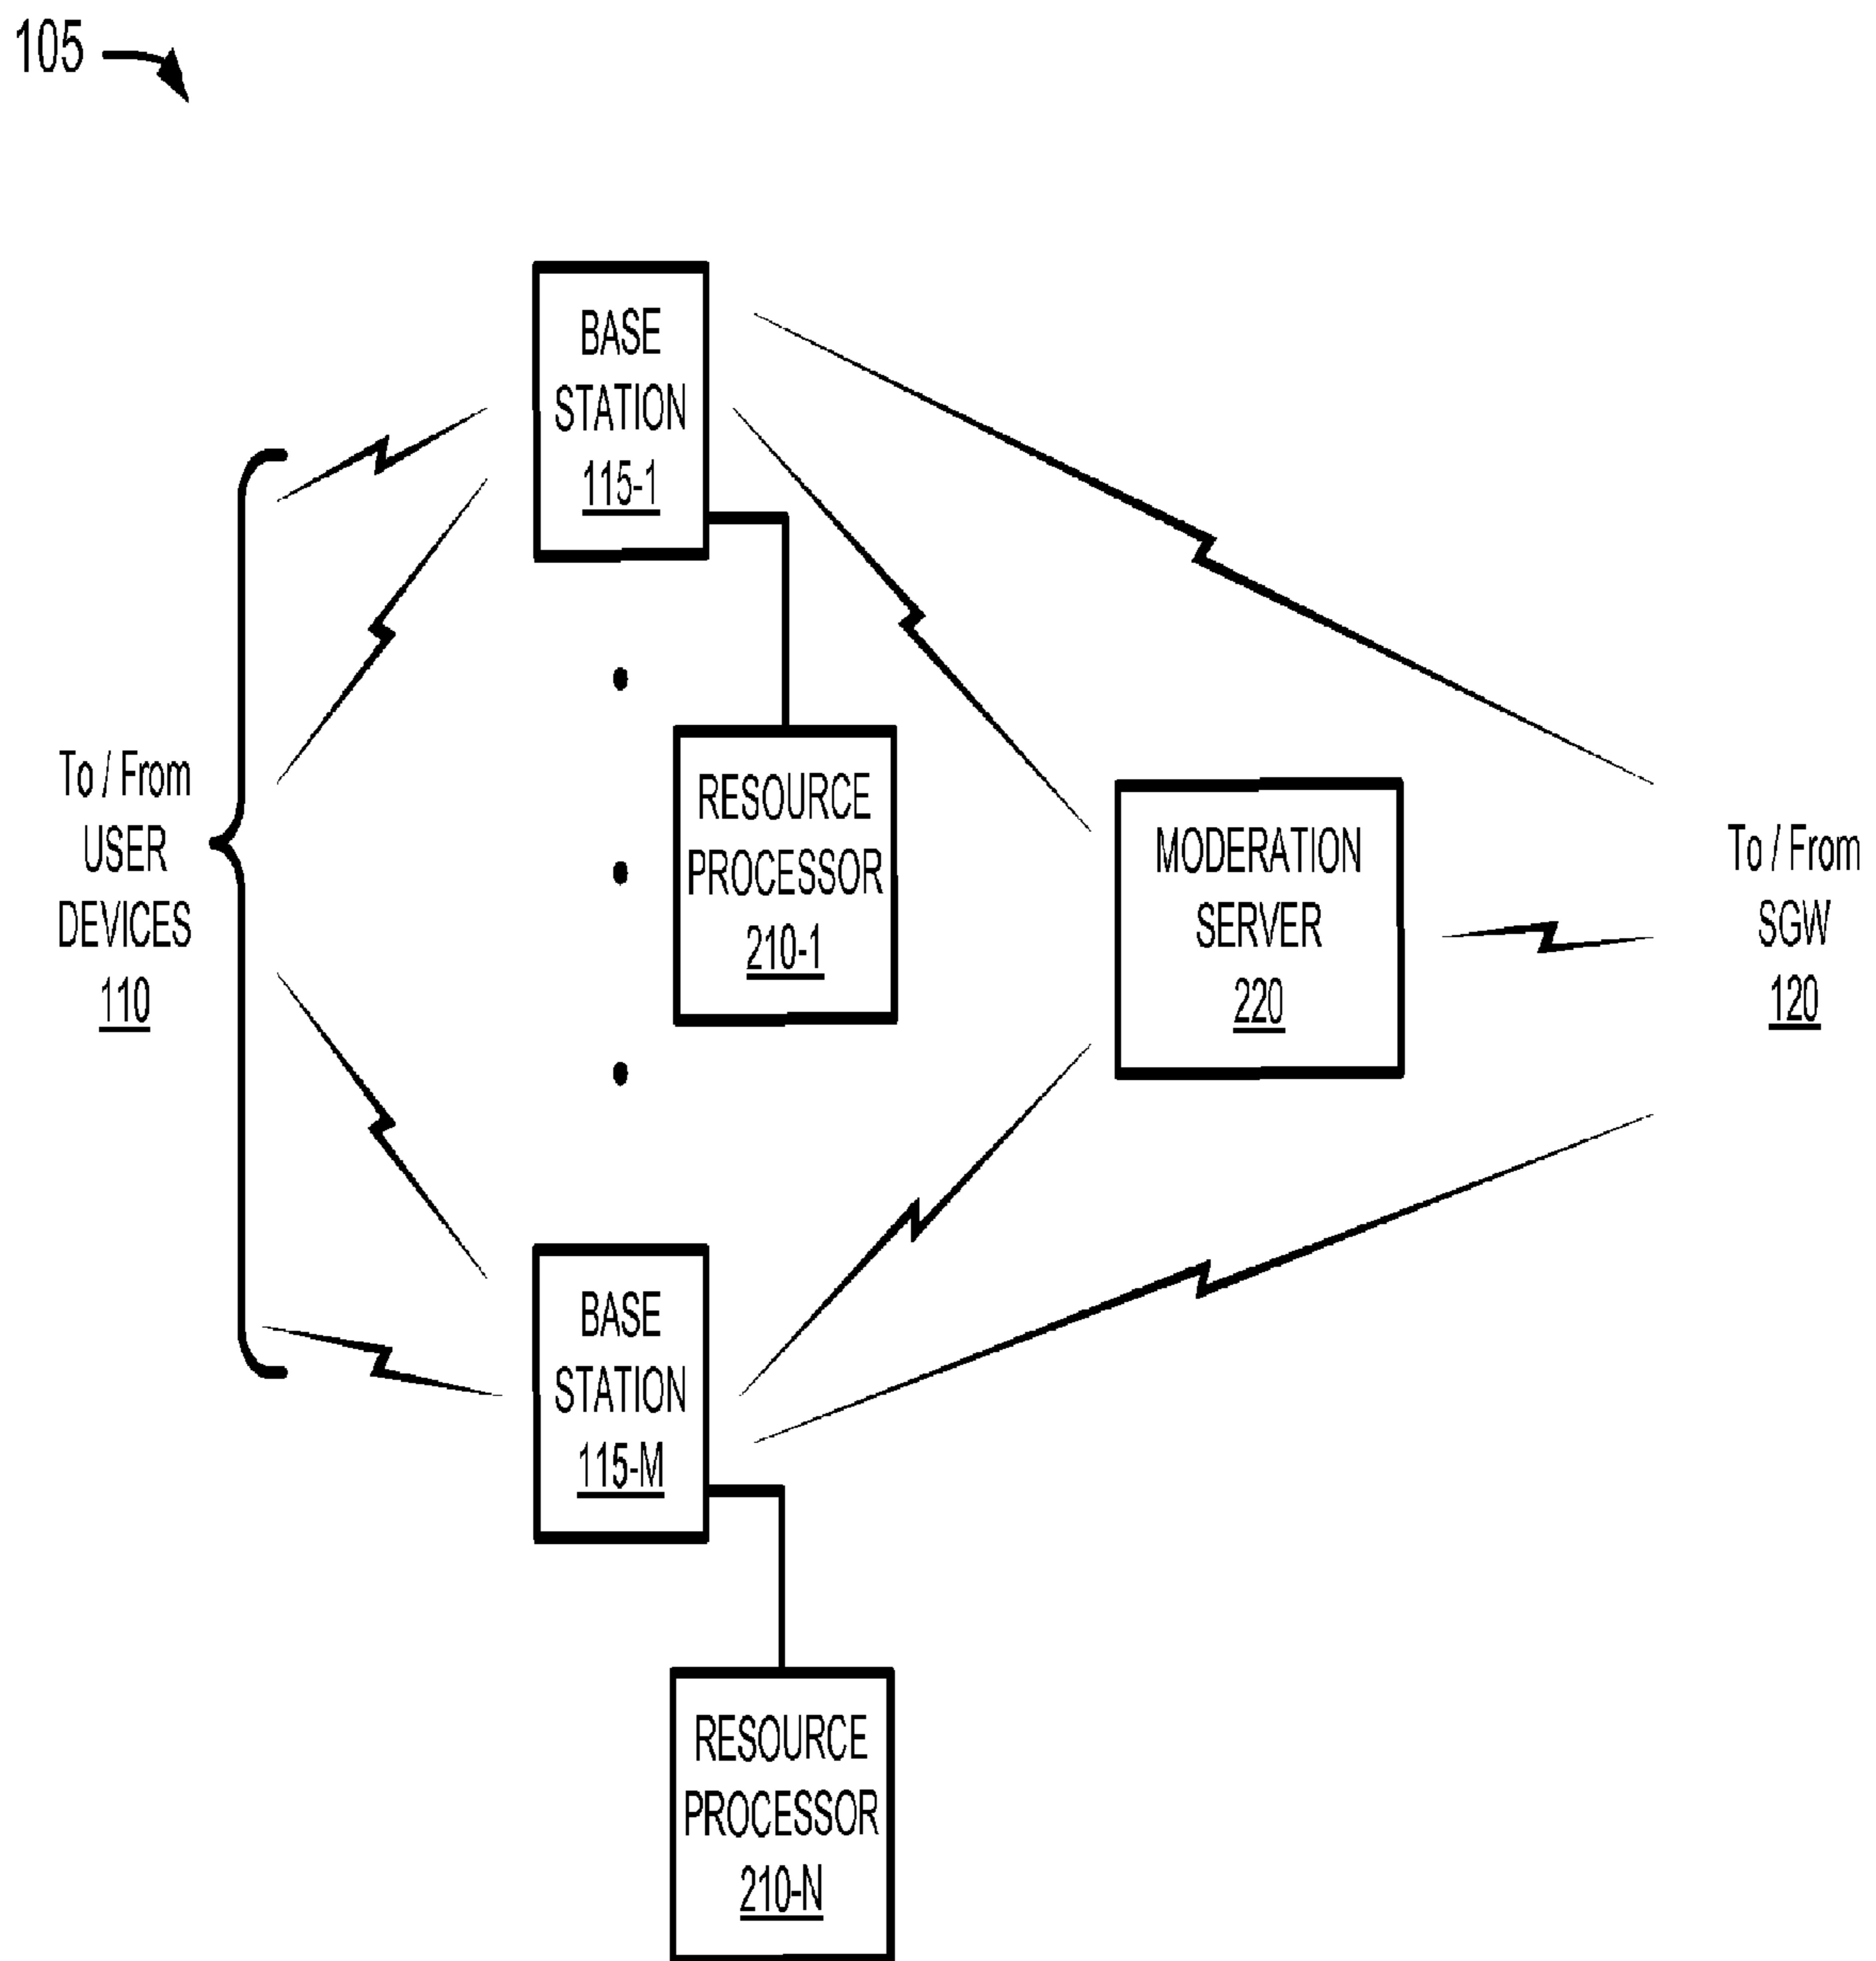 105
BASE
STATION
115-1
To / From
USER
DEVICES
110
RESOURCE
PROCESSOR
210-1
MODERATION
SERVER
220
To / From
SGW
120
BASE
STATION
115-M
RESOURCE
PROCESSOR
210-N